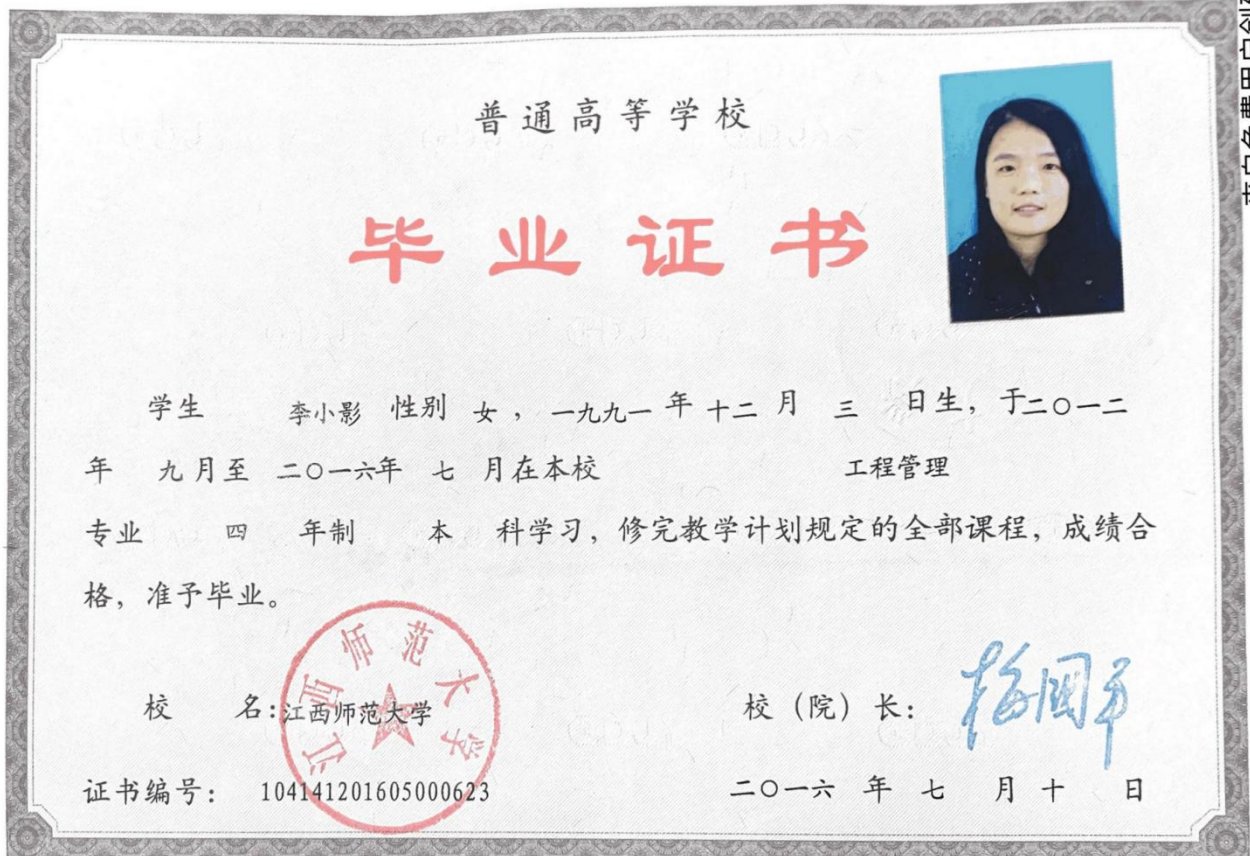 普通高等学校
毕业证书
学生 李小影 性别 女，一九九一 年 十二 月 三 日生，于二〇一二
年 九月至 二〇一六年 七 月在本校 工程管理
专业 四 年制 本 科学习，修完教学计划规定的全部课程，成绩合
格，准予毕业。
江西师范大学
校 名：江西师范大学 校（院）长： 梅国平
证书编号： 104141201605000623 二〇一六 年 七 月 十 日